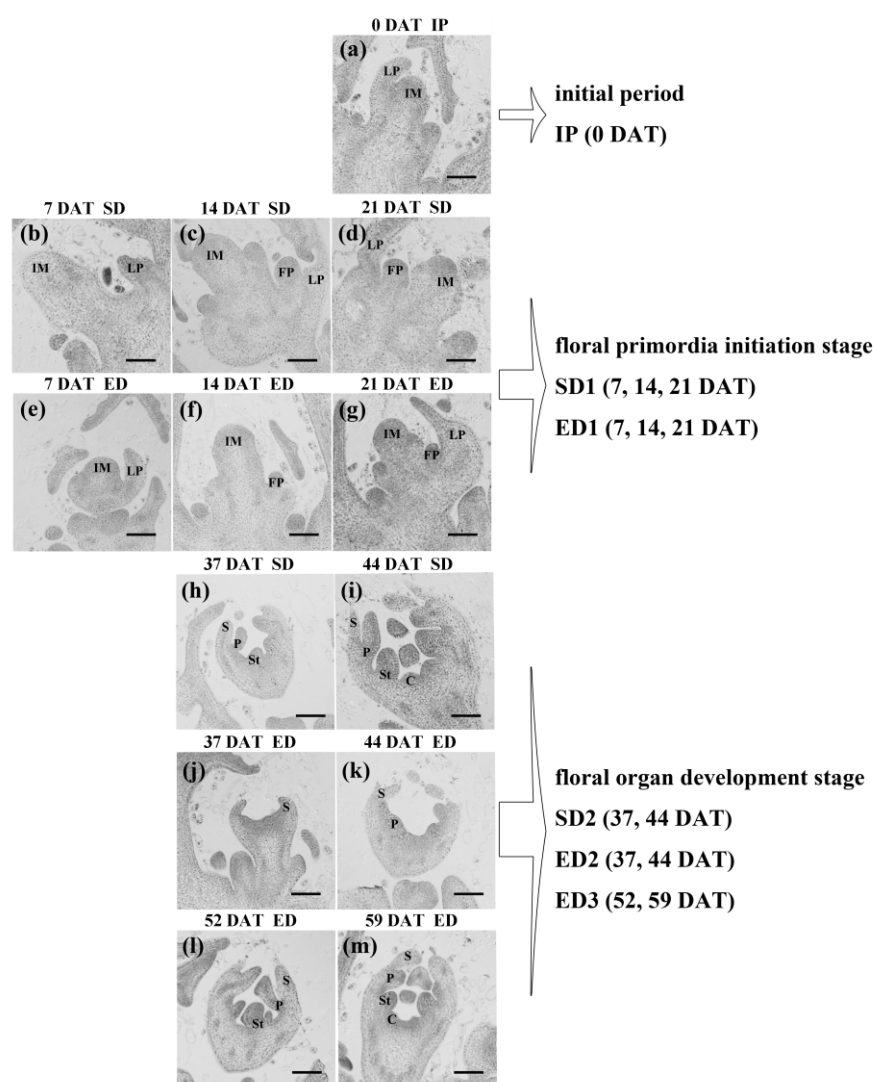 0 DAT IP
(a)
LP
IM
initial period
IP (0 DAT)
7 DAT SD
14 DAT SD
21 DAT SD
(b)
IM
LP
(c)
IM
FP
LP
(d)
LP
FP
IM
7 DAT ED
14 DAT ED
21 DAT ED
(e)
IM
LP
(f)
IM
FP
(g)
IM
LP
FP
floral primordia initiation stage
SD1 (7, 14, 21 DAT)
ED1 (7, 14, 21 DAT)
37 DAT SD
44 DAT SD
(h)
S
P
St
(i)
S
P
St
C
37 DAT ED
44 DAT ED
(j)
S
(k)
S
P
floral organ development stage
SD2 (37, 44 DAT)
ED2 (37, 44 DAT)
ED3 (52, 59 DAT)
52 DAT ED
59 DAT ED
(l)
S
P
St
(m)
S
P
St
C